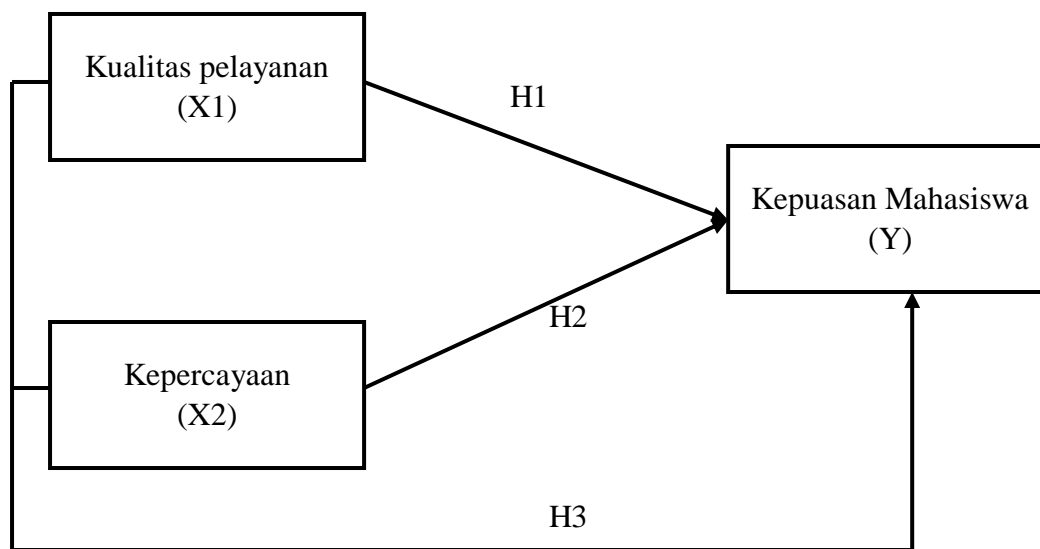 Kualitas pelayanan
(X1)
H1
Kepuasan Mahasiswa
(Y)
H2
Kepercayaan
(X2)
H3